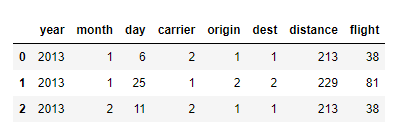 year month day carrier origin dest distance flight
0 2013 1 6 2 1 1 213 38
1 2013 1 25 1 2 2 229 81
2 2013 2 11 2 1 1 213 38